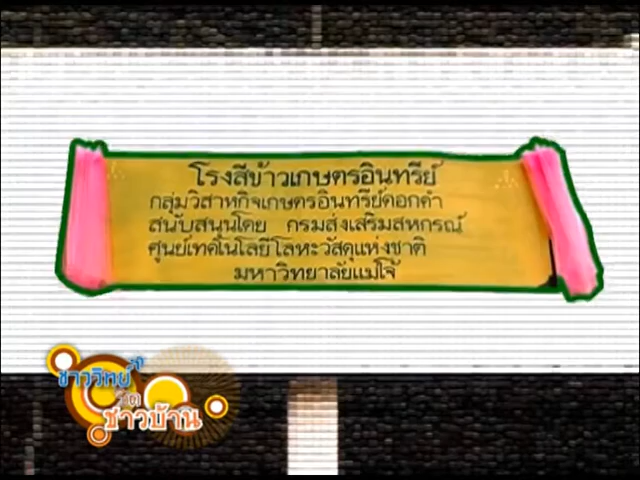 โรงสีข้าวเกษตรอินทรีย์
กลุ่มวิสาหกิจเกษตรอินทรีย์ดอกคำ
สนับสนุนโดย กรมส่งเสริมสหกรณ์
ศูนย์เทคโนโลยีโลหะวัสดุแห่งชาติ
มหาวิทยาลัยแม่โจ้
ชาววิทย์
ชาวบ้าน